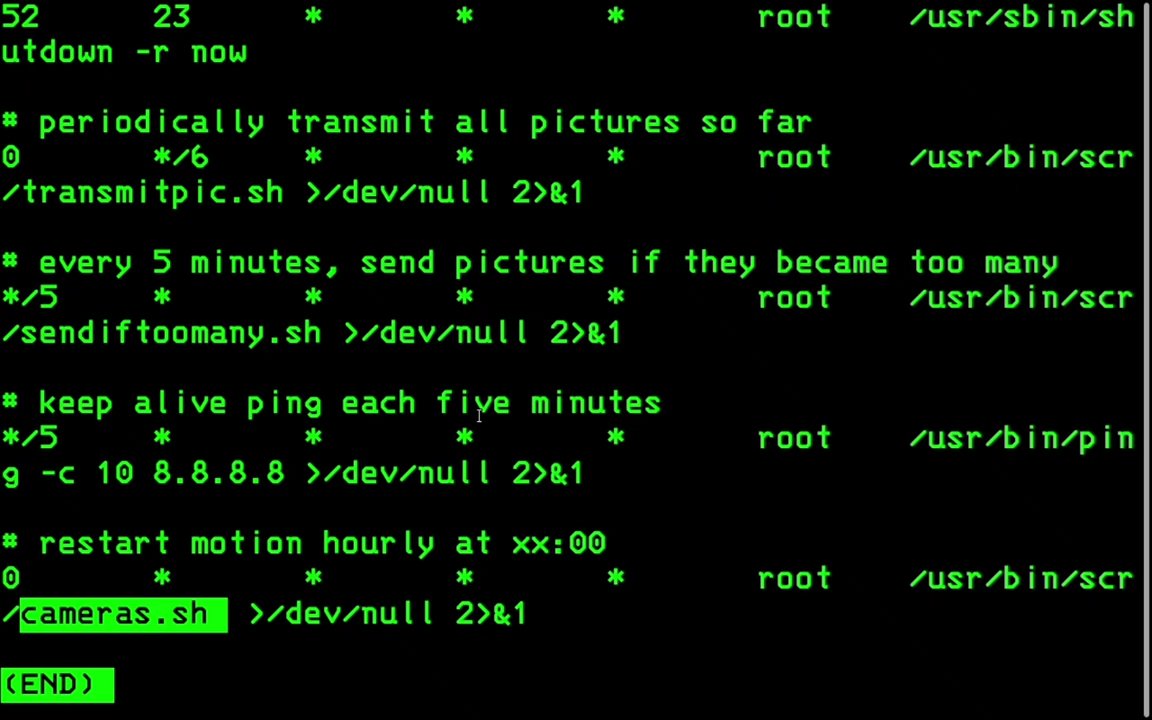 52      23      *       *       *       root    /usr/sbin/sh
utdown -r now
# periodically transmit all pictures so far
0       */6     *       *       *       root    /usr/bin/scr
/transmitpic.sh >/dev/null 2>&1
# every 5 minutes, send pictures if they became too many
*/5     *       *       *       *       root    /usr/bin/scr
/sendiftoomany.sh >/dev/null 2>&1
# keep alive ping each five minutes
*/5     *       *       *       *       root    /usr/bin/pin
g -c 10 8.8.8.8 >/dev/null 2>&1
# restart motion hourly at xx:00
0       *       *       *       *       root    /usr/bin/scr
/cameras.sh  >/dev/null 2>&1
(END)